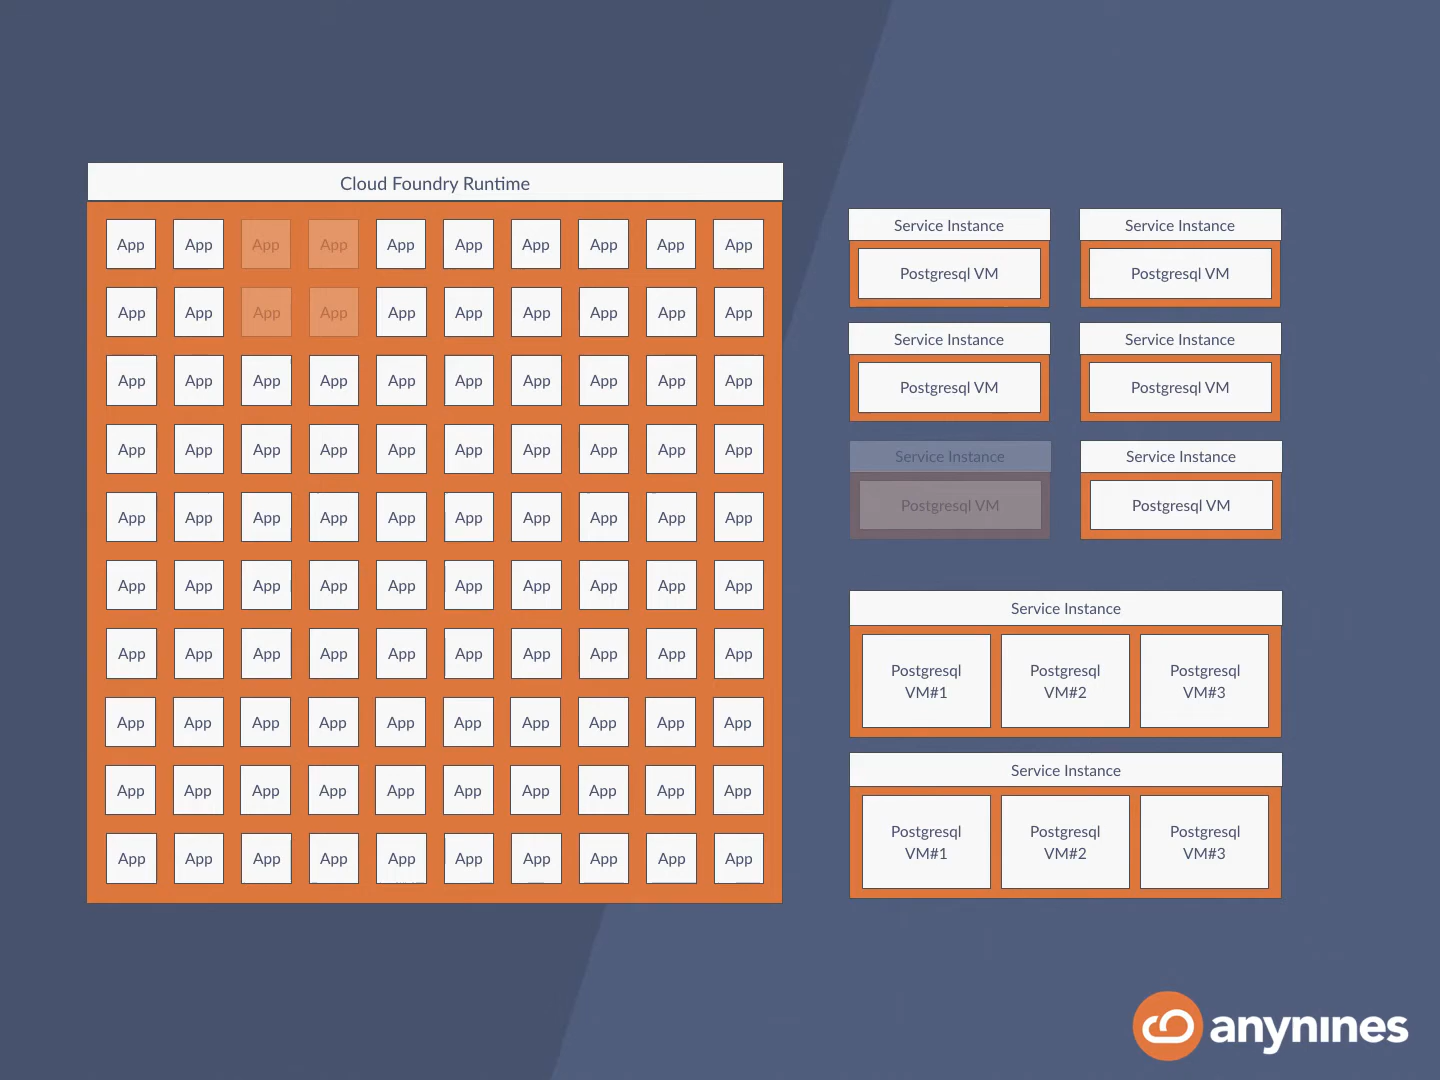 Cloud Foundry Runtime
App App App App App App App App App App
App App App App App App App App App App
App App App App App App App App App App
App App App App App App App App App App
App App App App App App App App App App
App App App App App App App App App App
App App App App App App App App App App
App App App App App App App App App App
App App App App App App App App App App
App App App App App App App App App App
Service Instance
Postgresql VM
Service Instance
Postgresql VM
Service Instance
Postgresql VM
Service Instance
Postgresql VM
Service Instance
Postgresql VM
Service Instance
Postgresql VM
Service Instance
Postgresql
VM#1
Postgresql
VM#2
Postgresql
VM#3
Service Instance
Postgresql
VM#1
Postgresql
VM#2
Postgresql
VM#3
anynines